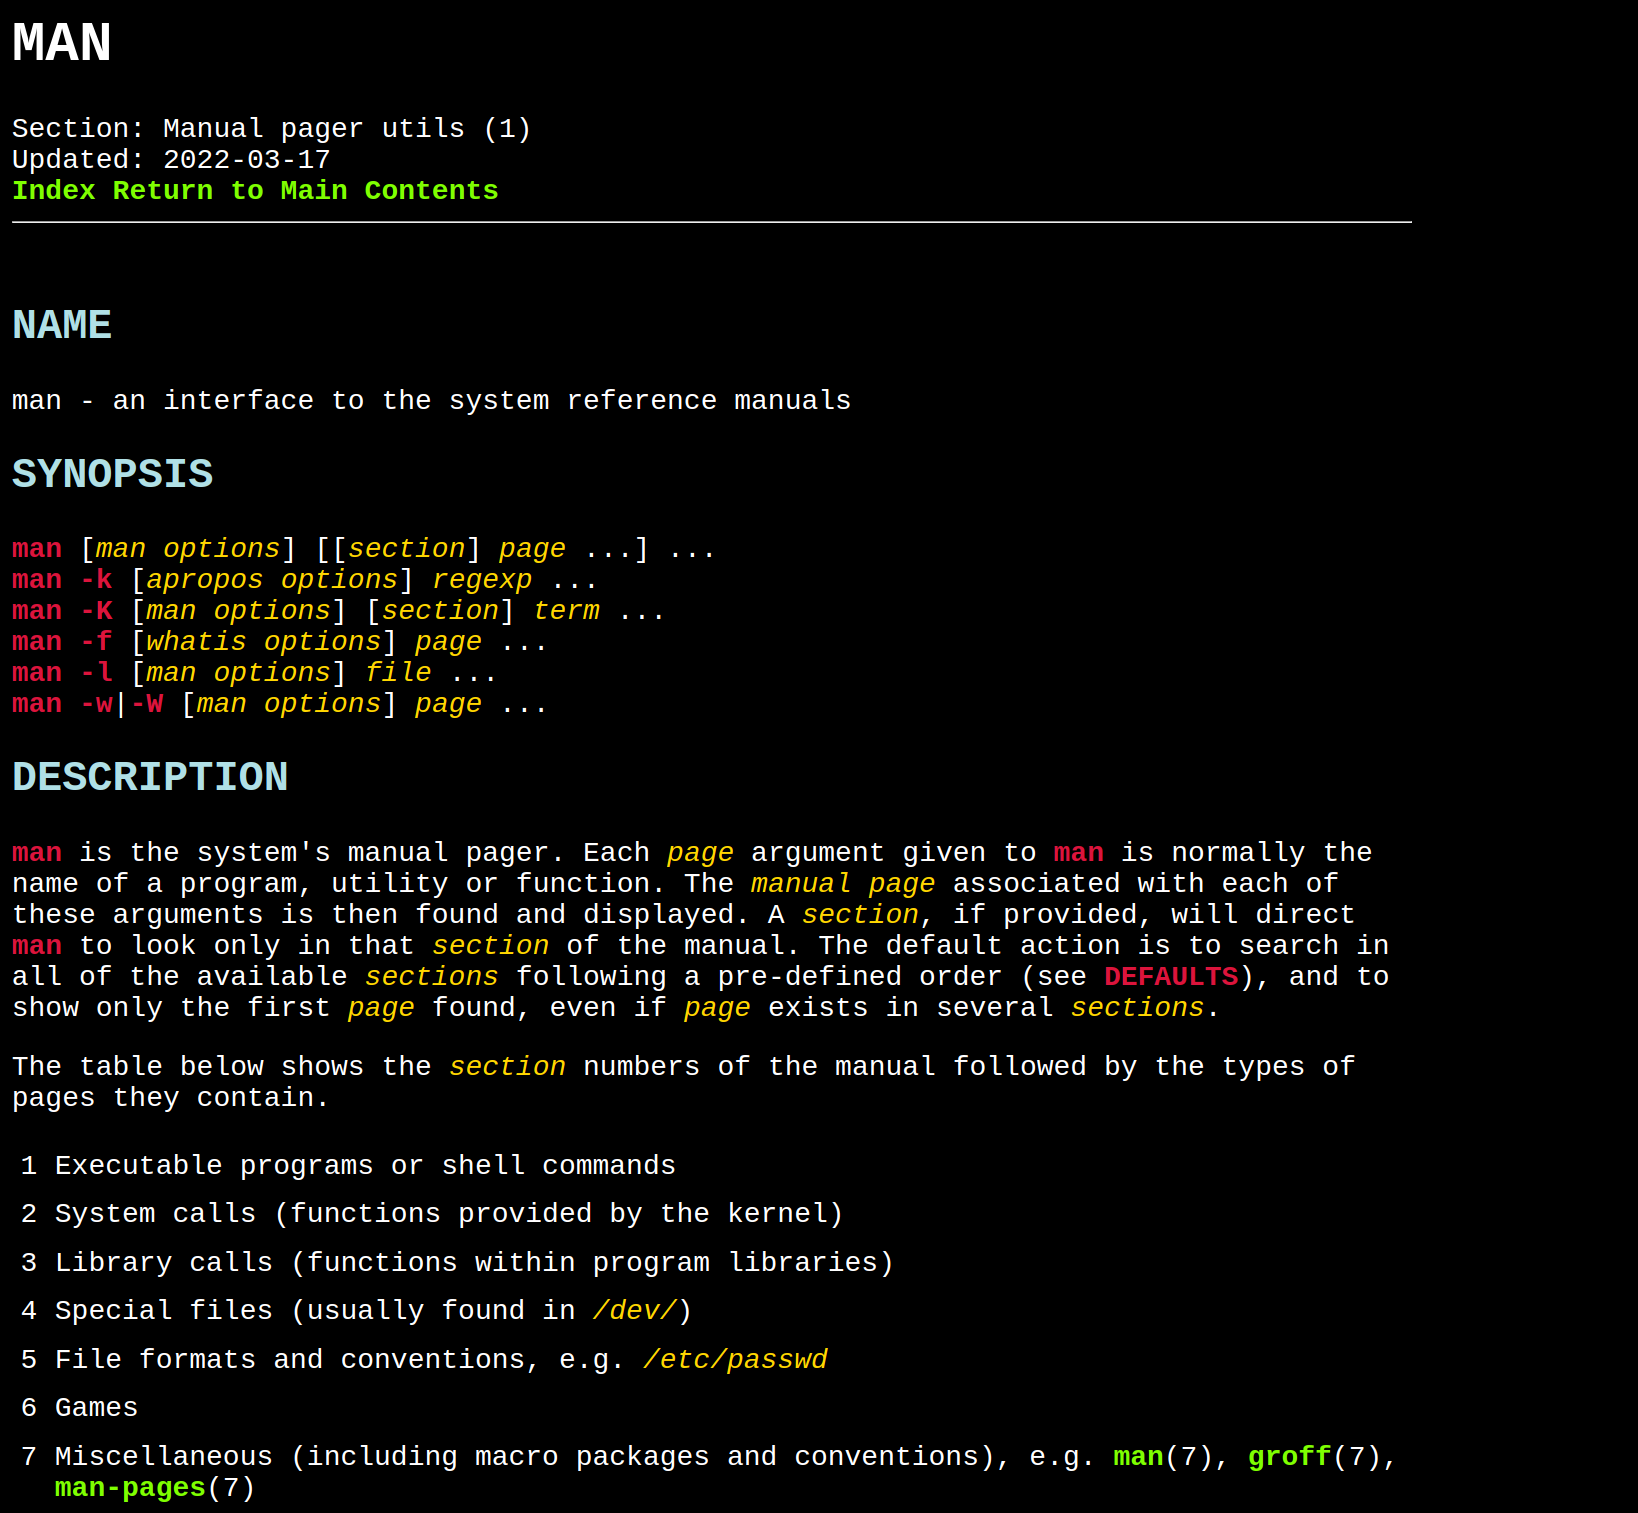 MAN
Section: Manual pager utils (1)
Updated: 2022-03-17
Index Return to Main Contents
NAME
man - an interface to the system reference manuals
SYNOPSIS
man [man options] [[section] page ...] ...
man -k [apropos options] regexp ...
man -K [man options] [section] term ...
man -f [whatis options] page ...
man -l [man options] file ...
man -w|-W [man options] page ...
DESCRIPTION
man is the system's manual pager. Each page argument given to man is normally the
name of a program, utility or function. The manual page associated with each of
these arguments is then found and displayed. A section, if provided, will direct
man to look only in that section of the manual. The default action is to search in
all of the available sections following a pre-defined order (see DEFAULTS), and to
show only the first page found, even if page exists in several sections.
The table below shows the section numbers of the manual followed by the types of
pages they contain.
1 Executable programs or shell commands
2 System calls (functions provided by the kernel)
3 Library calls (functions within program libraries)
4 Special files (usually found in /dev/)
5 File formats and conventions, e.g. /etc/passwd
6 Games
7 Miscellaneous (including macro packages and conventions), e.g. man(7), groff(7),
man-pages(7)